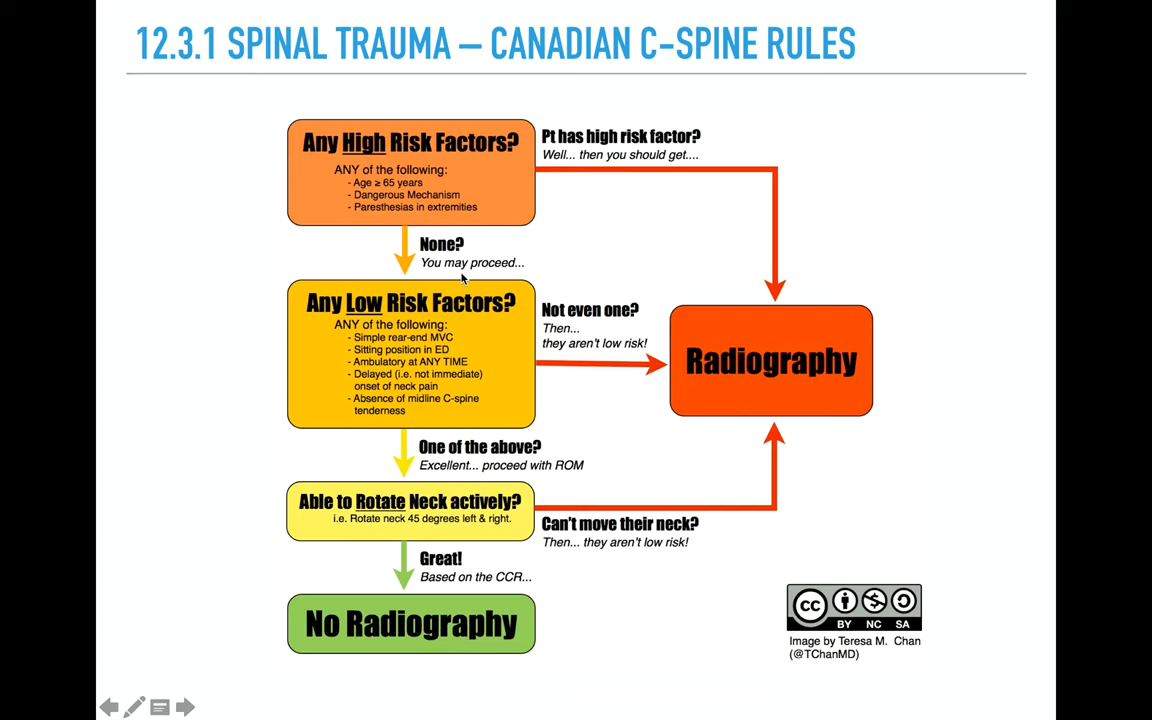 12.3.1 SPINAL TRAUMA – CANADIAN C-SPINE RULES
Any High Risk Factors?
ANY of the following:
- Age ≥ 65 years
- Dangerous Mechanism
- Paresthesias in extremities
Pt has high risk factor?
Well... then you should get....
None?
You may proceed...
Any Low Risk Factors?
ANY of the following:
- Simple rear-end MVC
- Sitting position in ED
- Ambulatory at ANY TIME
- Delayed (i.e. not immediate)
onset of neck pain
- Absence of midline C-spine
tenderness
Not even one?
Then...
they aren't low risk!
Radiography
One of the above?
Excellent... proceed with ROM
Able to Rotate Neck actively?
i.e. Rotate neck 45 degrees left & right.
Can't move their neck?
Then... they aren't low risk!
Great!
Based on the CCR...
No Radiography
CC
BY NC SA
Image by Teresa M. Chan
(@TChanMD)